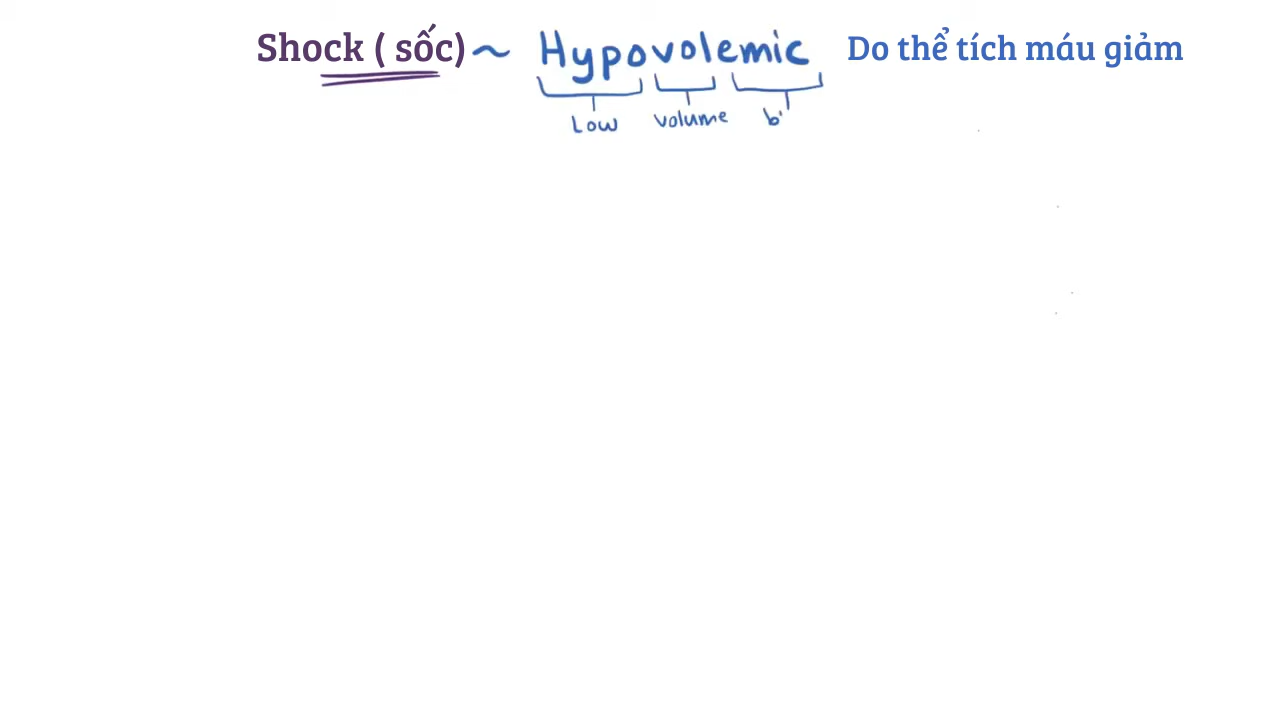 Shock ( sốc) ~ Hypovolemic Do thể tích máu giảm
Low volume b